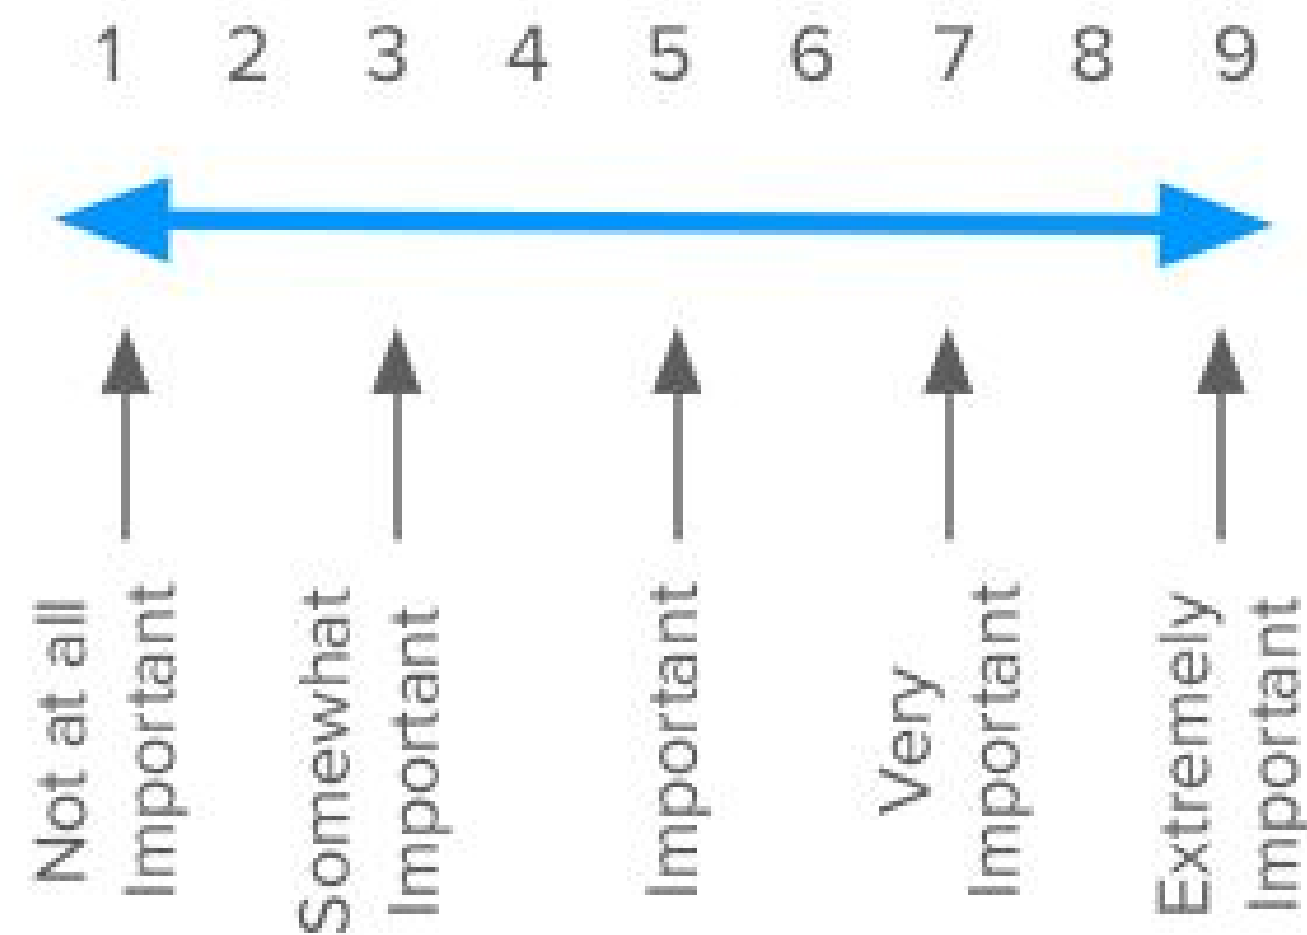 1 2 3 4 5 6 7 8 9
Not at all
Important
Somewhat
Important
Important
Very
Important
Extremely
Important